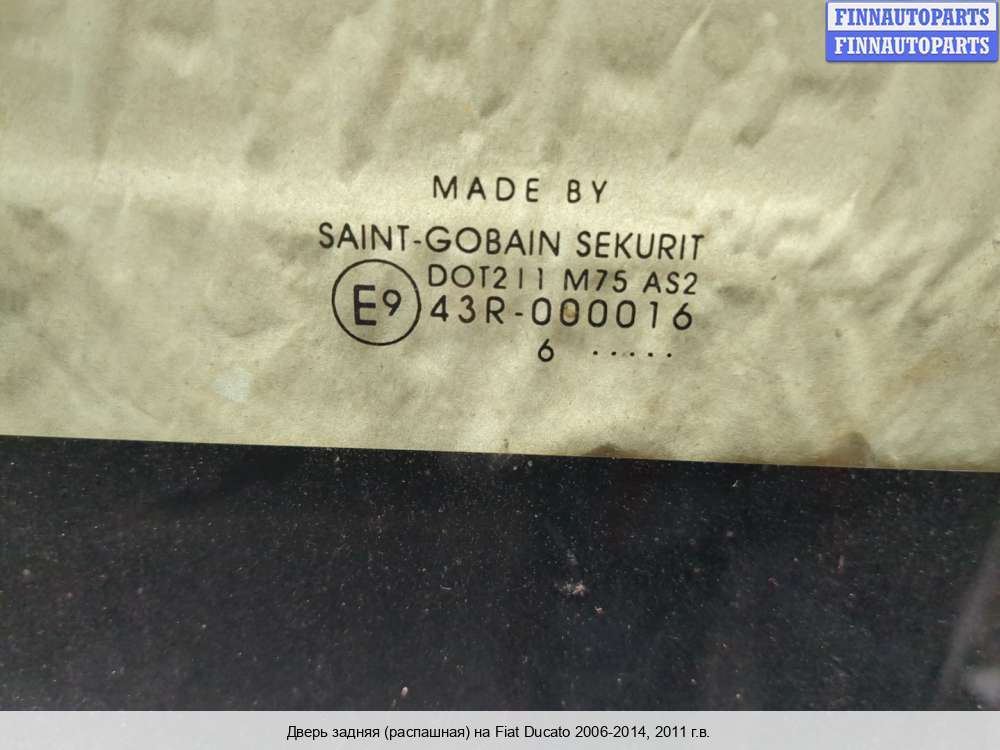 FINNAUTOPARTS
FINNAUTOPARTS
MADE BY
SAINT-GOBAIN SEKURIT
DOT211 M75 AS2
E9 43R-000016
6 .....
Дверь задняя (распашная) на Fiat Ducato 2006-2014, 2011 г.в.